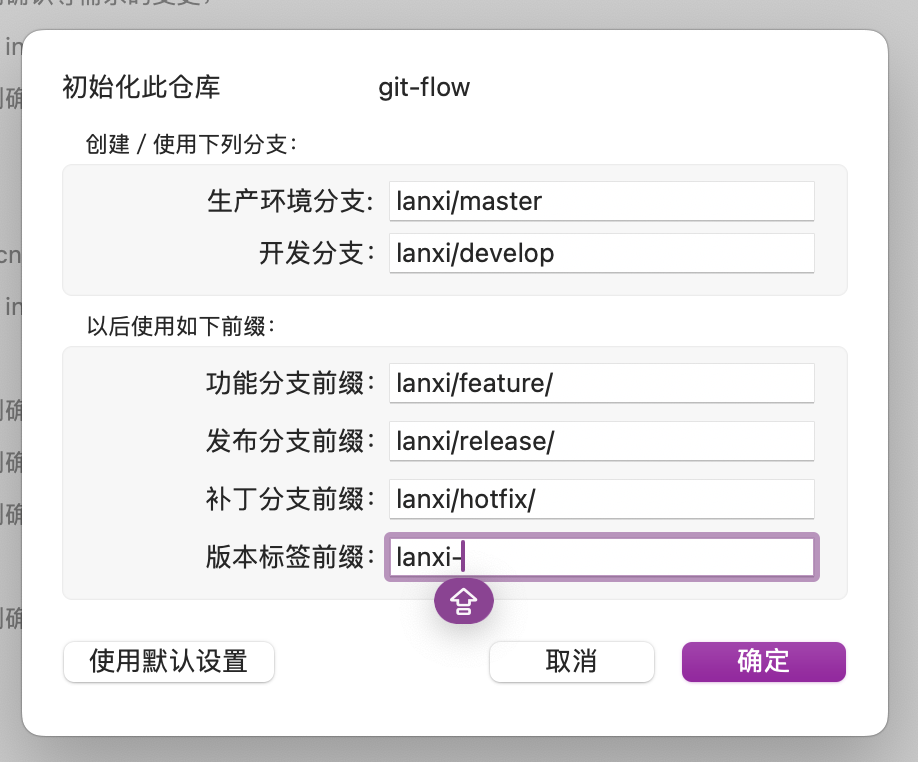 初始化此仓库 git-flow
创建 / 使用下列分支：
生产环境分支: lanxi/master
开发分支: lanxi/develop
以后使用如下前缀：
功能分支前缀： lanxi/feature/
发布分支前缀： lanxi/release/
补丁分支前缀： lanxi/hotfix/
版本标签前缀： lanxi-
使用默认设置 取消 确定